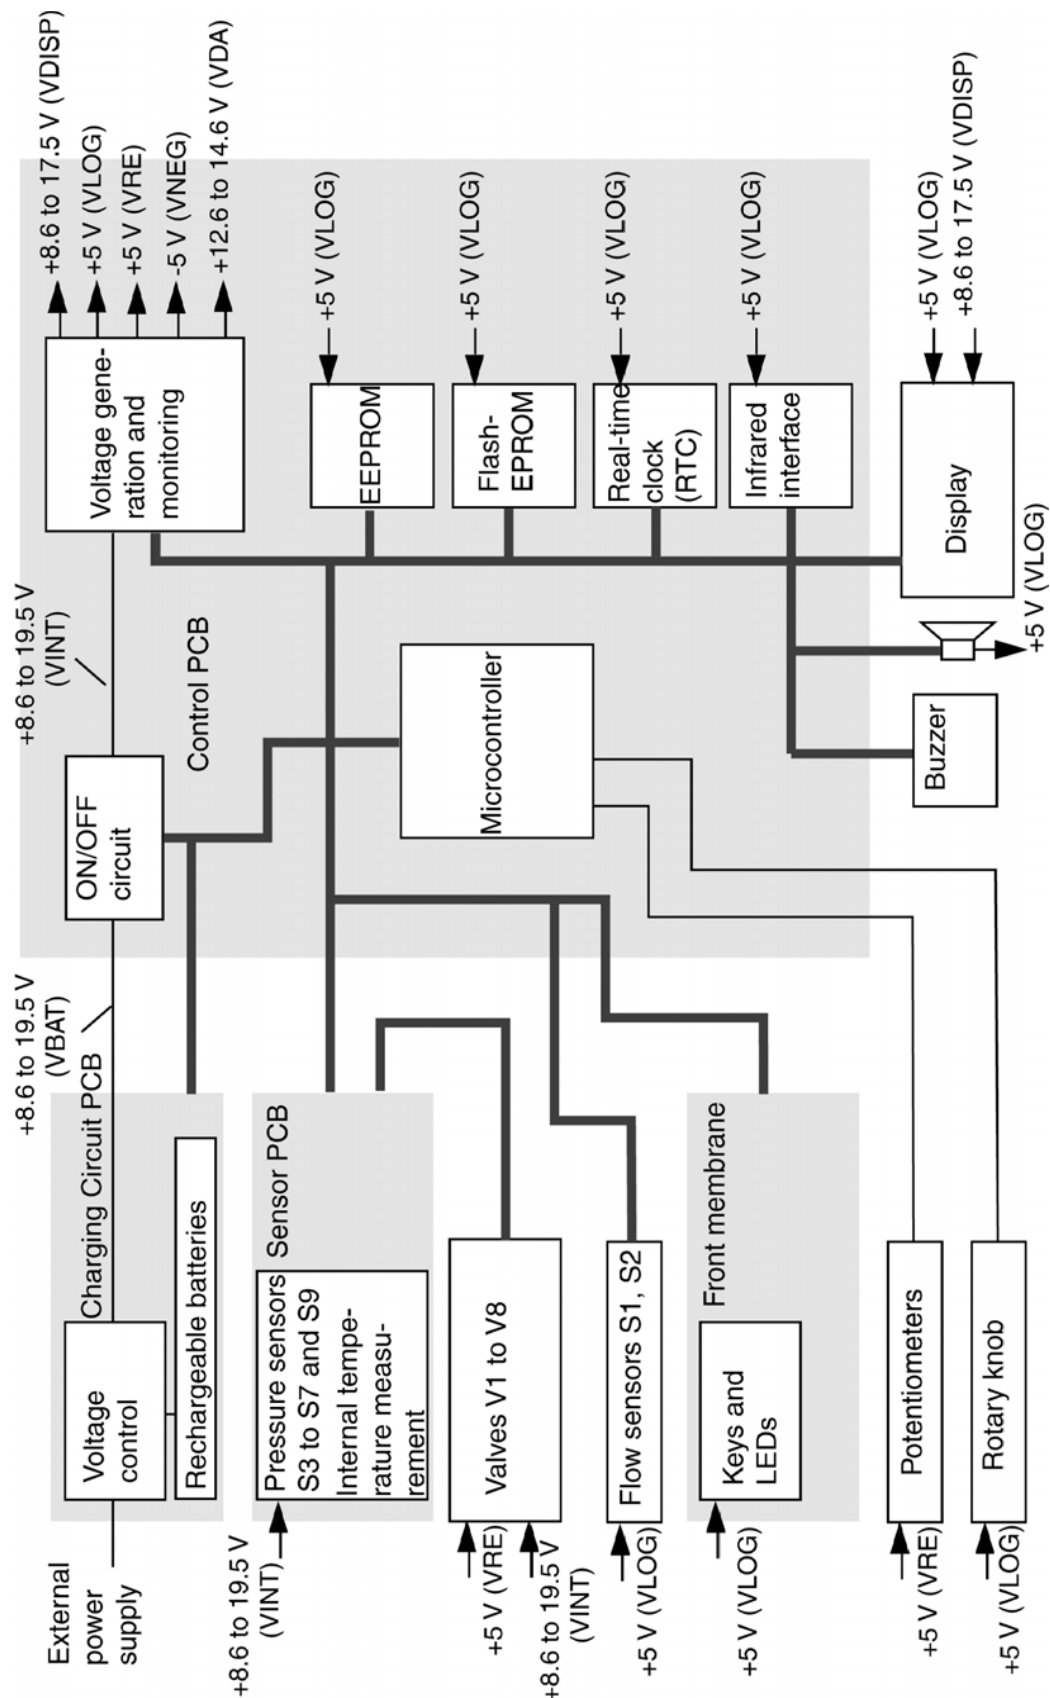 External
power
supply
Voltage
control
Charging Circuit PCB
Rechargeable batteries
+8.6 to 19.5 V
(VBAT)
ON/OFF
circuit
+8.6 to 19.5 V
(VINT)
Control PCB
Voltage gene-
ration and
monitoring
+8.6 to 17.5 V (VDISP)
+5 V (VLOG)
+5 V (VRE)
-5 V (VNEG)
+12.6 to 14.6 V (VDA)
+8.6 to 19.5 V
(VINT)
Pressure sensors
S3 to S7 and S9
Internal tempe-
rature measu-
rement
Sensor PCB
EEPROM
+5 V (VLOG)
+5 V (VRE)
+8.6 to 19.5 V
(VINT)
Valves V1 to V8
Microcontroller
Flash-
EPROM
+5 V (VLOG)
+5 V (VLOG)
Flow sensors S1, S2
Real-time
clock
(RTC)
+5 V (VLOG)
+5 V (VLOG)
Keys and
LEDs
Front membrane
Infrared
interface
+5 V (VLOG)
+5 V (VRE)
Potentiometers
Buzzer
Display
+5 V (VLOG)
+8.6 to 17.5 V (VDISP)
+5 V (VLOG)
Rotary knob
+5 V (VLOG)